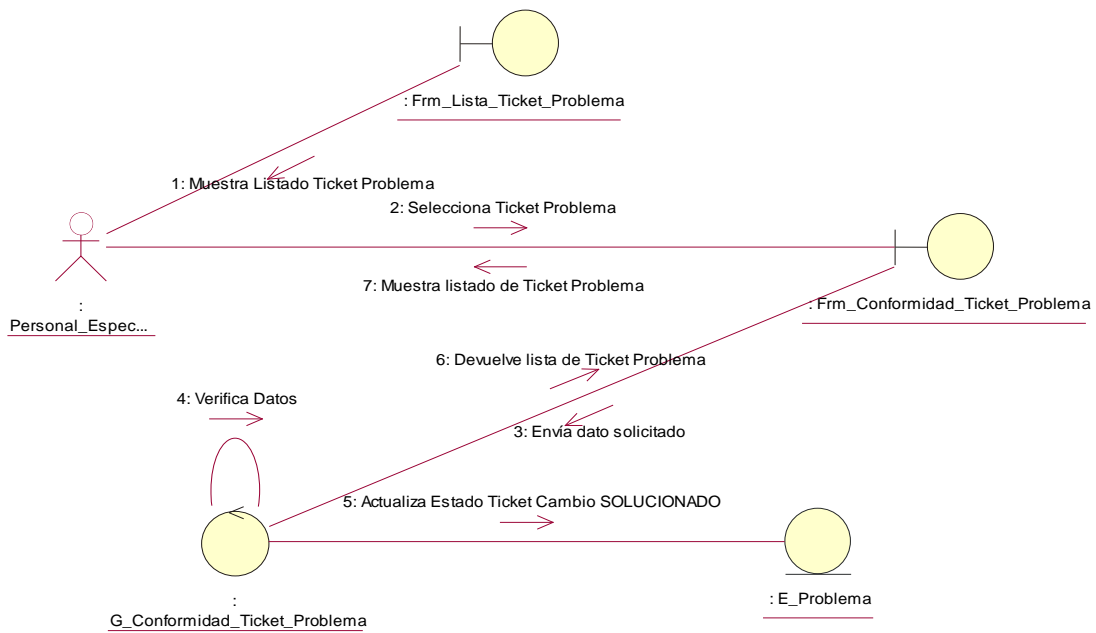 : Frm_Lista_Ticket_Problema
1: Muestra Listado Ticket Problema
2: Selecciona Ticket Problema
7: Muestra listado de Ticket Problema
:
Personal_Espec...
: Frm_Conformidad_Ticket_Problema
6: Devuelve lista de Ticket Problema
4: Verifica Datos
3: Envía dato solicitado
5: Actualiza Estado Ticket Cambio SOLUCIONADO
:
G_Conformidad_Ticket_Problema
: E_Problema